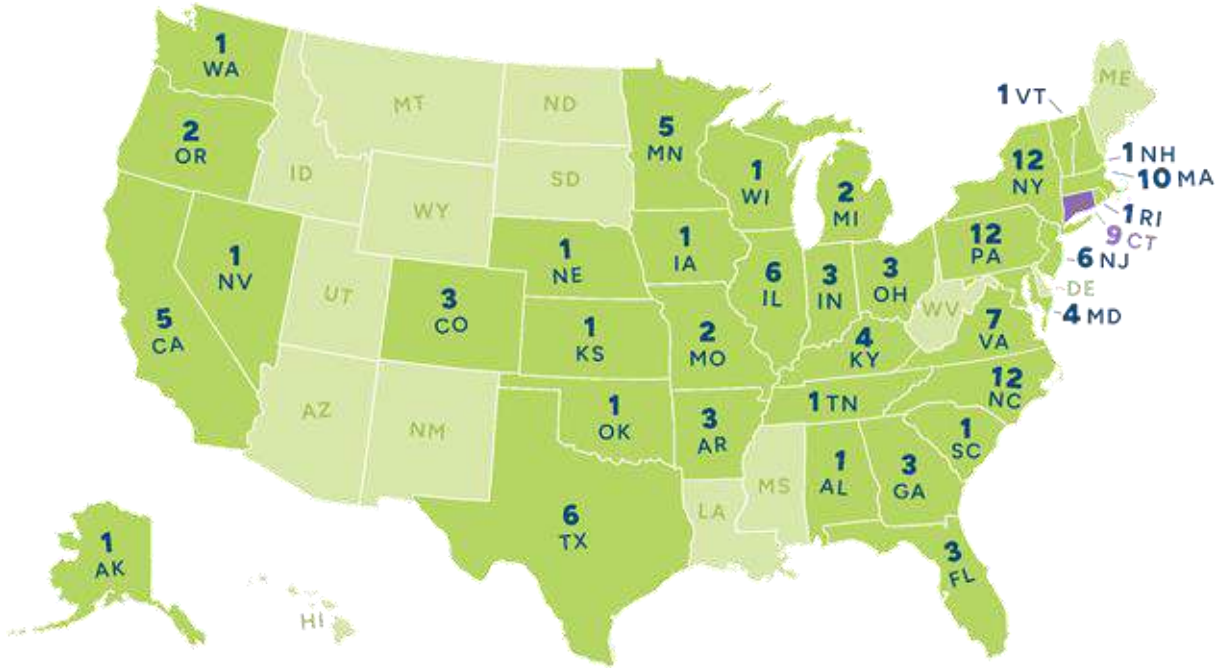 1
WA
MT
ND
ME
1 VT
2
OR
5
MN
1 NH
12
NY
10 MA
ID
SD
1
WI
2
MI
WY
1 RI
9 CT
1
NV
1
NE
1
IA
12
PA
6 NJ
6
IL
3
IN
3
OH
DE
UT
3
CO
WV
4 MD
5
CA
1
KS
2
MO
4
KY
7
VA
12
NC
AZ
NM
1
OK
3
AR
1 TN
1
SC
1
AL
3
GA
MS
LA
6
TX
1
AK
3
FL
HI